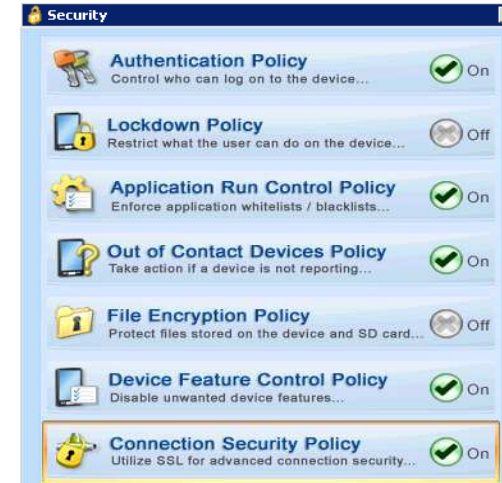 Security
Authentication Policy
On
Control who can log on to the device...
Lockdown Policy
Off
Restrict what the user can do on the device...
Application Run Control Policy
On
Enforce application whitelists / blacklists...
Out of Contact Devices Policy
On
Take action if a device is not reporting...
File Encryption Policy
Off
Protect files stored on the device and SD card...
Device Feature Control Policy
On
Disable unwanted device features...
Connection Security Policy
On
Utilize SSL for advanced connection security...